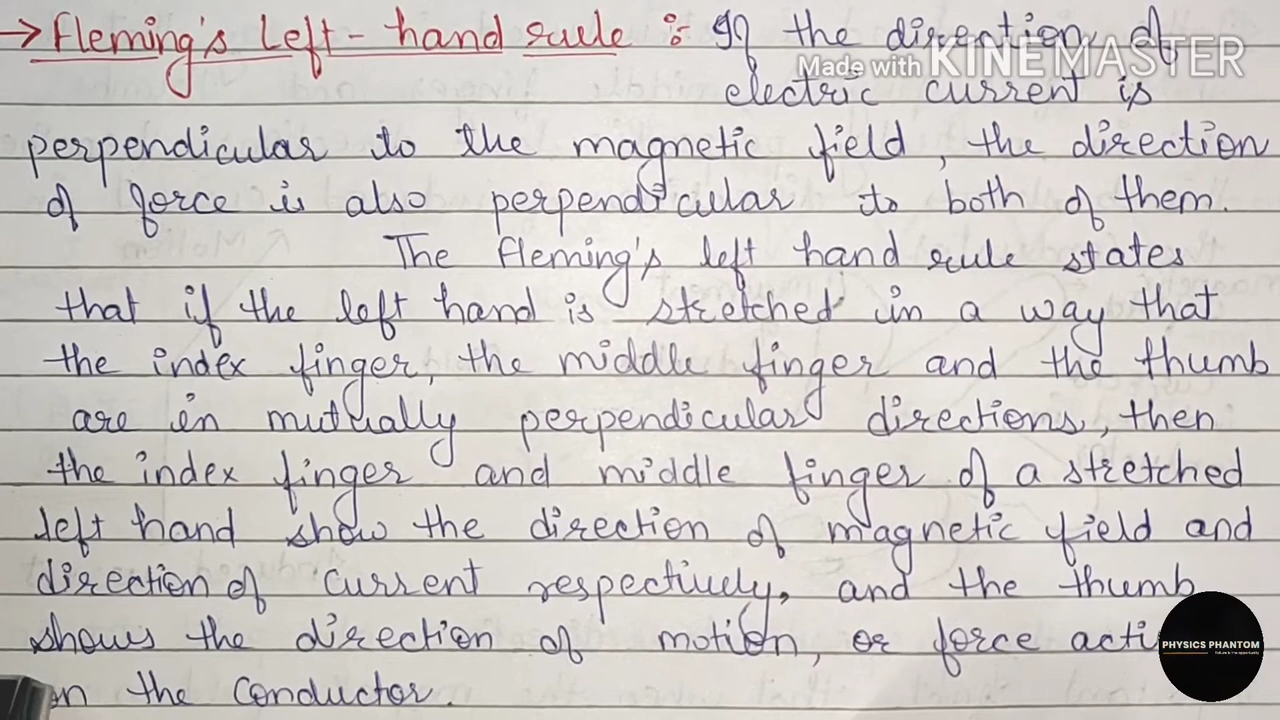 → Fleming's left-hand rule :- If the direction of
Made with KINEMASTER
electric current is
perpendicular to the magnetic field, the direction
of force is also perpendicular to both of them.
The Fleming's left hand rule states
that if the left hand is stretched in a way that
the index finger, the middle finger and the thumb
are in mutually perpendicular directions, then
the index finger and middle finger of a stretched
left hand show the direction of magnetic field and
direction of current respectively, and the thumb
shows the direction of motion, or force acti
PHYSICS PHANTOM
on the conductor.